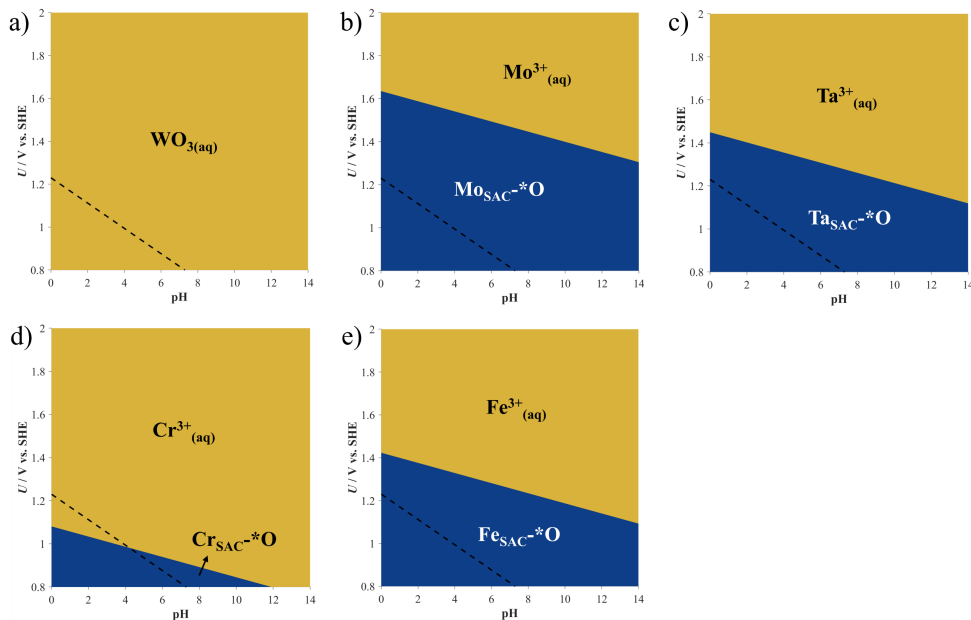 a)
U / V vs. SHE
2
1.8
1.6
1.4
1.2
1
0.8
WO3(aq)
0 2 4 6 8 10 12 14
pH
b)
U / V vs. SHE
2
1.8
1.6
1.4
1.2
1
0.8
Mo3+(aq)
MoSAC-*O
0 2 4 6 8 10 12 14
pH
c)
U / V vs. SHE
2
1.8
1.6
1.4
1.2
1
0.8
Ta3+(aq)
TaSAC-*O
0 2 4 6 8 10 12 14
pH
d)
U / V vs. SHE
2
1.8
1.6
1.4
1.2
1
0.8
Cr3+(aq)
CrSAC-*O
0 2 4 6 8 10 12 14
pH
e)
U / V vs. SHE
2
1.8
1.6
1.4
1.2
1
0.8
Fe3+(aq)
FeSAC-*O
0 2 4 6 8 10 12 14
pH